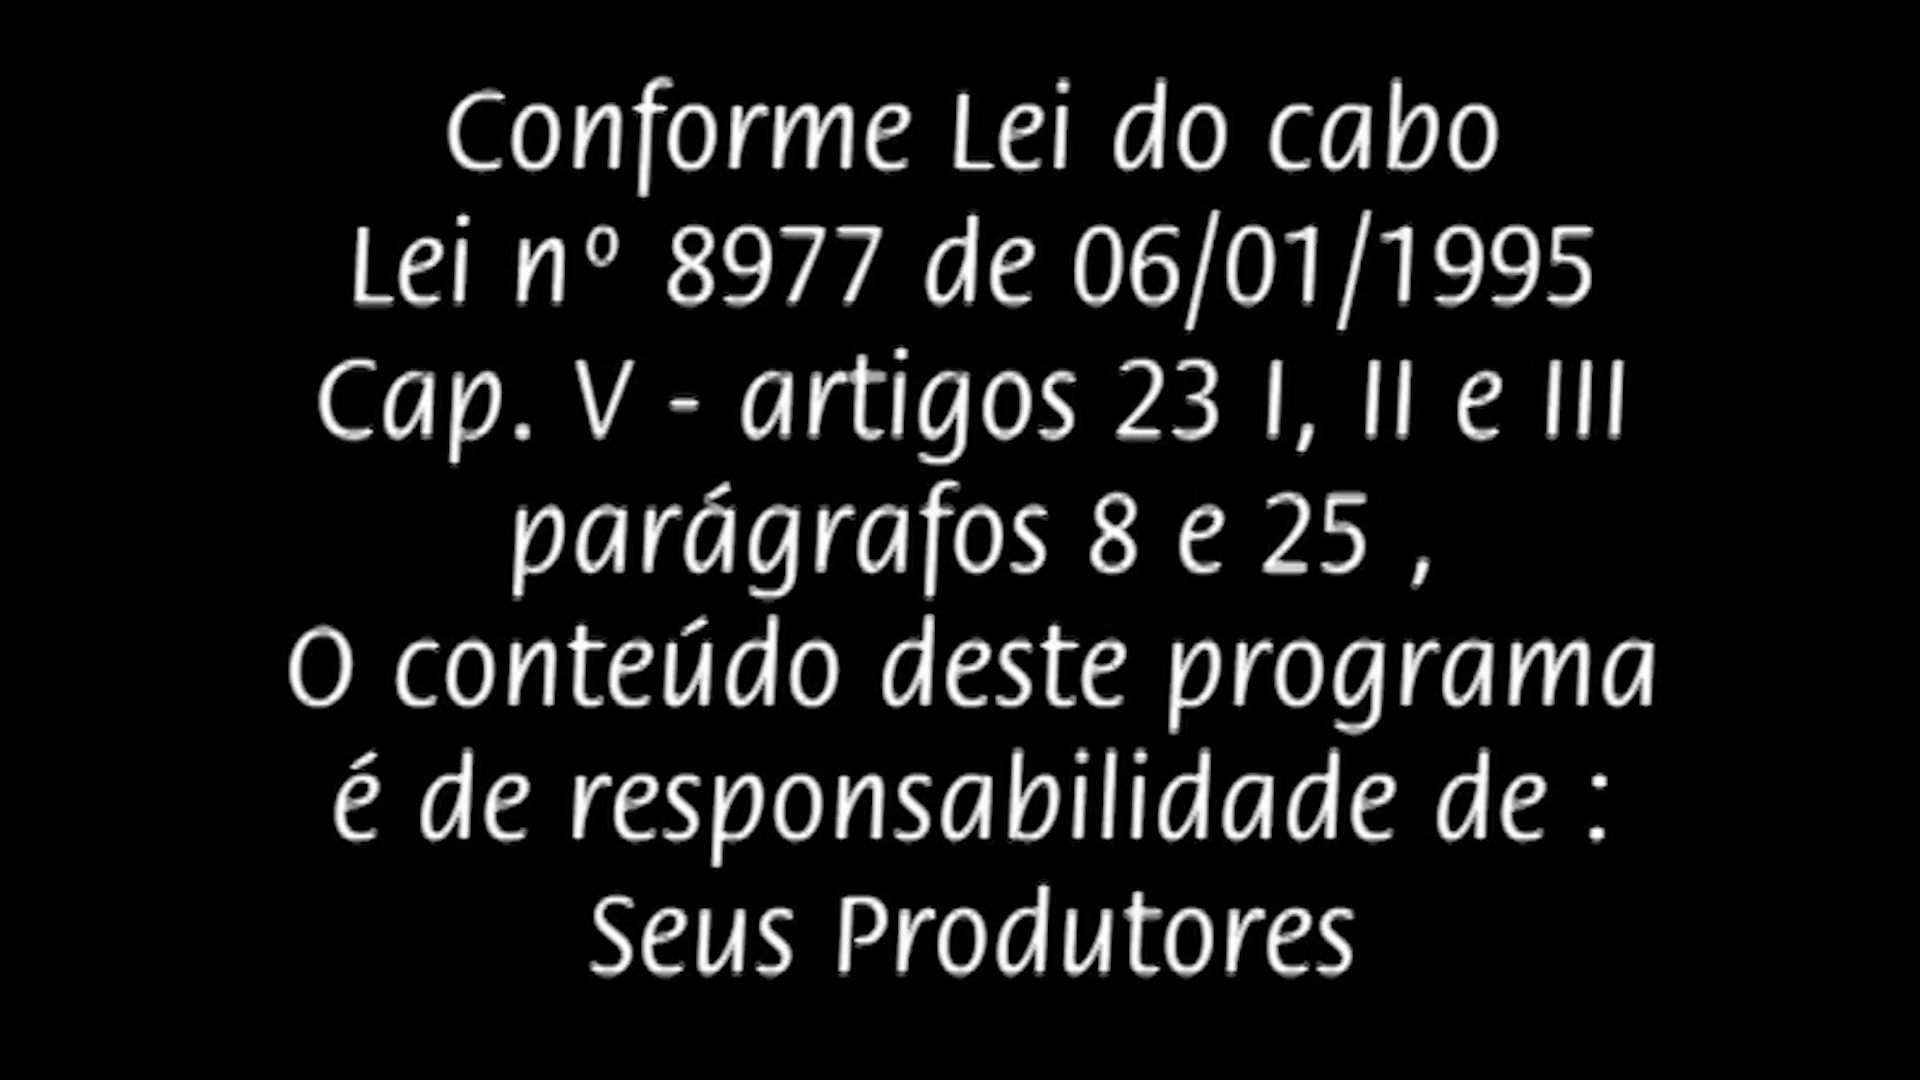 Conforme Lei do cabo
Lei nº 8977 de 06/01/1995
Cap. V - artigos 23 I, II e III
parágrafos 8 e 25 ,
O conteúdo deste programa
é de responsabilidade de :
Seus Produtores